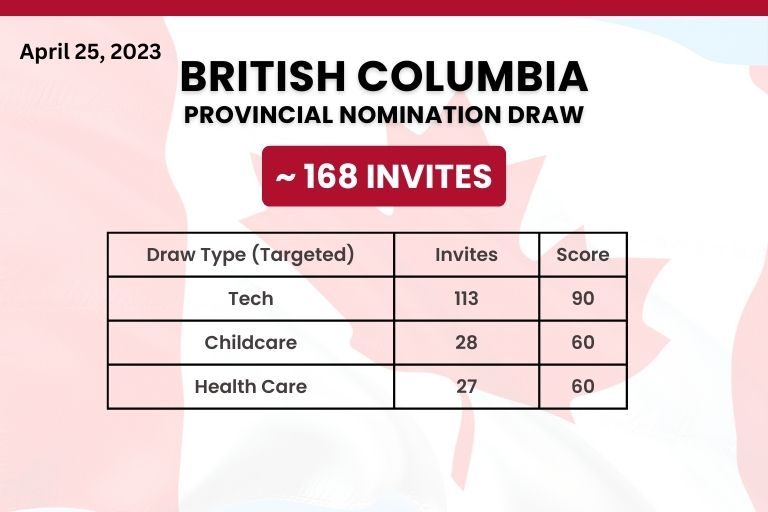 April 25, 2023
BRITISH COLUMBIA
PROVINCIAL NOMINATION DRAW
~ 168 INVITES
Draw Type (Targeted) Invites Score
Tech 113 90
Childcare 28 60
Health Care 27 60